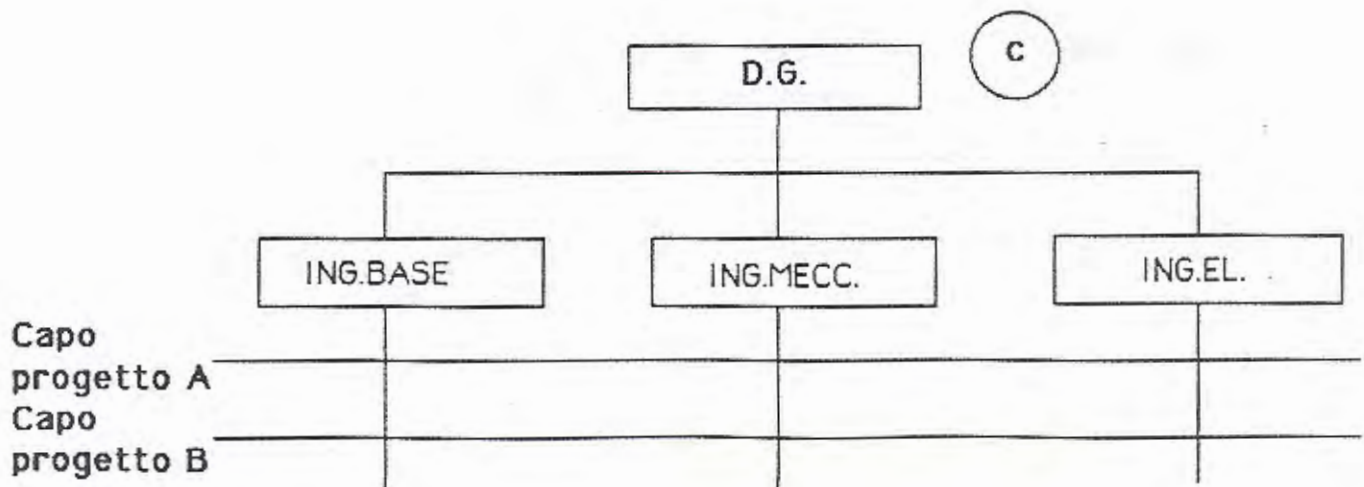 D.G.
C
ING.BASE
ING.MECC.
ING.EL.
Capo
progetto A
Capo
progetto B